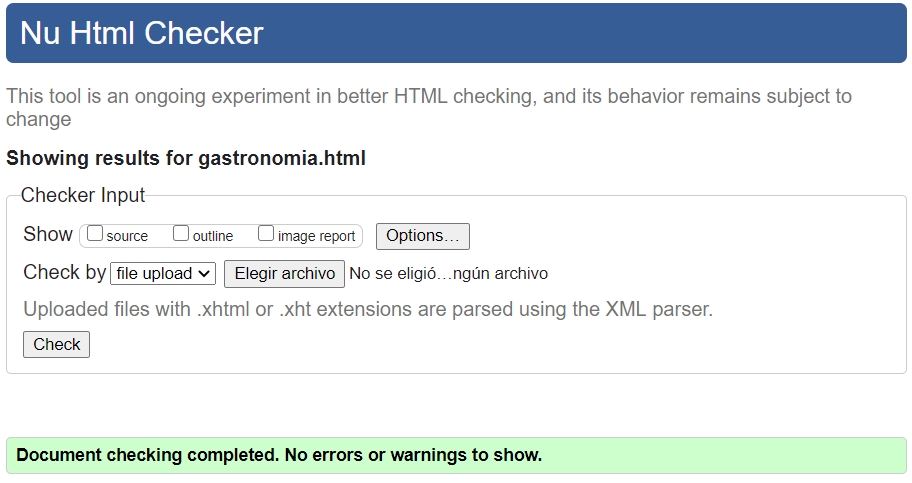 Nu Html Checker
This tool is an ongoing experiment in better HTML checking, and its behavior remains subject to
change
Showing results for gastronomia.html
Checker Input
Show source outline image report Options...
Check by file upload Elegir archivo No se eligió…ngún archivo
Uploaded files with .xhtml or .xht extensions are parsed using the XML parser.
Check
Document checking completed. No errors or warnings to show.